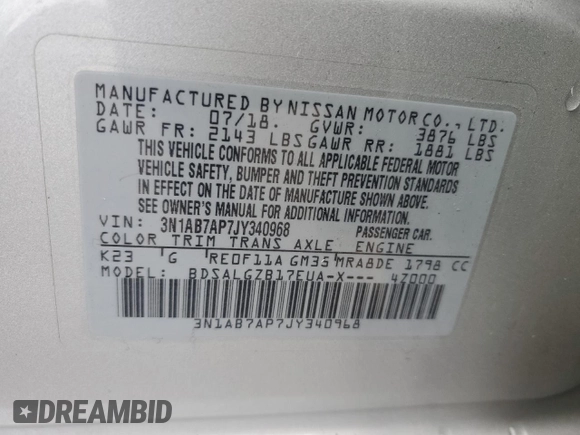 MANUFACTURED BY NISSAN MOTOR CO., LTD.
DATE: 07/18. GVWR: 3876 LBS
GAWR FR: 2143 LBS GAWR RR: 1881 LBS
THIS VEHICLE CONFORMS TO ALL APPLICABLE FEDERAL MOTOR
VEHICLE SAFETY, BUMPER AND THEFT PREVENTION STANDARDS
IN EFFECT ON THE DATE OF MANUFACTURE SHOWN ABOVE.
SEE OWNER'S MANUAL FOR ADDITIONAL INFORMATION.
VIN: 3N1AB7AP7JY340968 PASSENGER CAR.
COLOR TRIM TRANS AXLE ENGINE
K23 G RE0F11A GM33 MRA8DE 1798 CC
MODEL: BDSALGZB17EUA-X--- 4Z000
3N1AB7AP7JY340968
DREAMBID